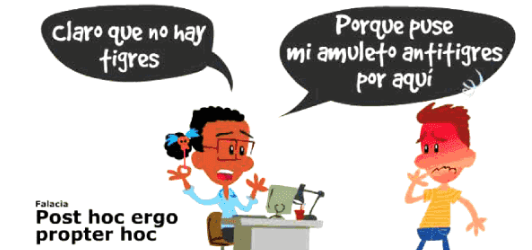 Claro que no hay
tigres
Porque puse
mi amuleto antitigres
por aquí
Falacia
Post hoc ergo
propter hoc